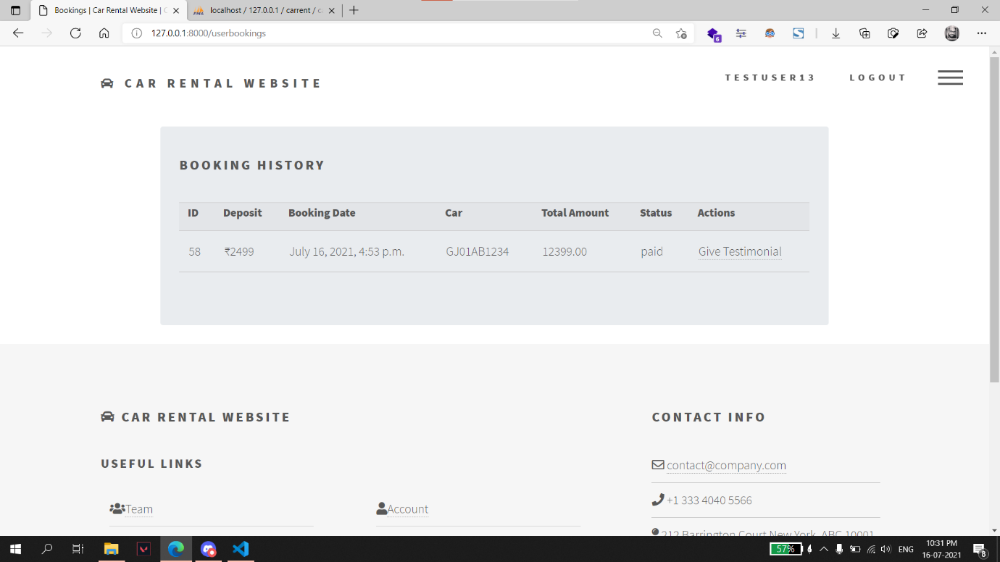 Bookings | Car Rental Website | C
localhost / 127.0.0.1 / carrent / c
127.0.0.1:8000/userbookings
6
CAR RENTAL WEBSITE
TESTUSER13
LOGOUT
BOOKING HISTORY
ID Deposit Booking Date Car Total Amount Status Actions
58 ₹2499 July 16, 2021, 4:53 p.m. GJ01AB1234 12399.00 paid Give Testimonial
CAR RENTAL WEBSITE
USEFUL LINKS
Team
Account
CONTACT INFO
contact@company.com
+1 333 4040 5566
212 Barrington Court New York, ABC 10001
57%
ENG
10:31 PM
16-07-2021
8